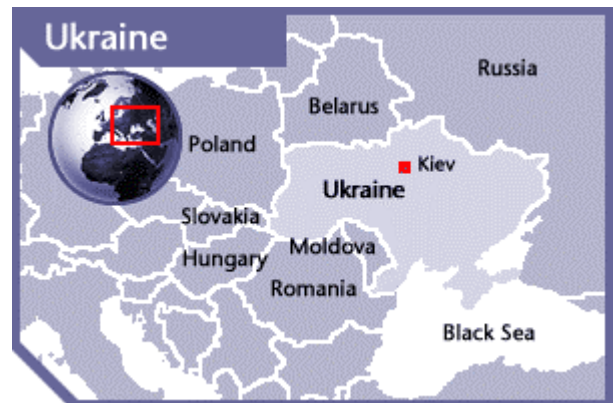 Ukraine
Russia
Belarus
Poland
Kiev
Ukraine
Slovakia
Moldova
Hungary
Romania
Black Sea